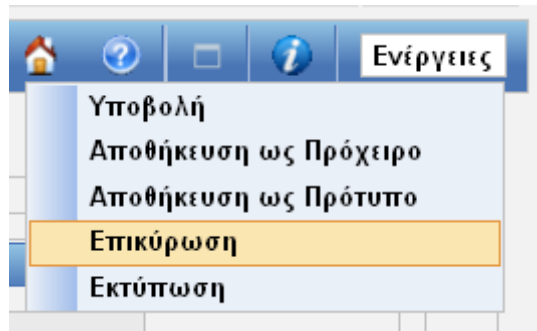 Ενέργειες
Υποβολή
Αποθήκευση ως Πρόχειρο
Αποθήκευση ως Πρότυπο
Επικύρωση
Εκτύπωση